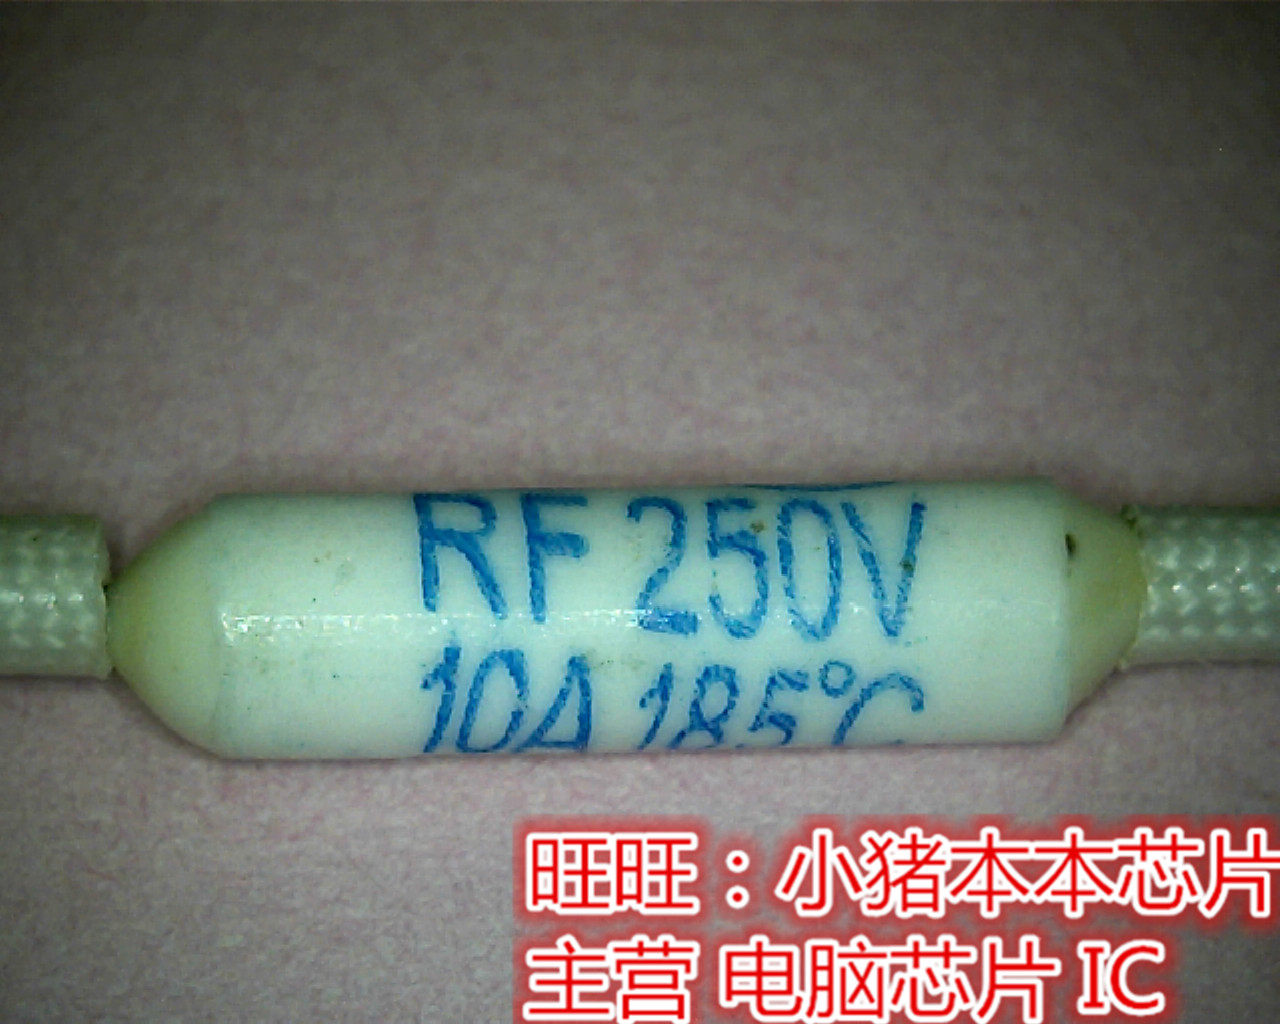 RF 250V
10A 185℃
旺旺：小猪本本芯片
主营 电脑芯片 IC